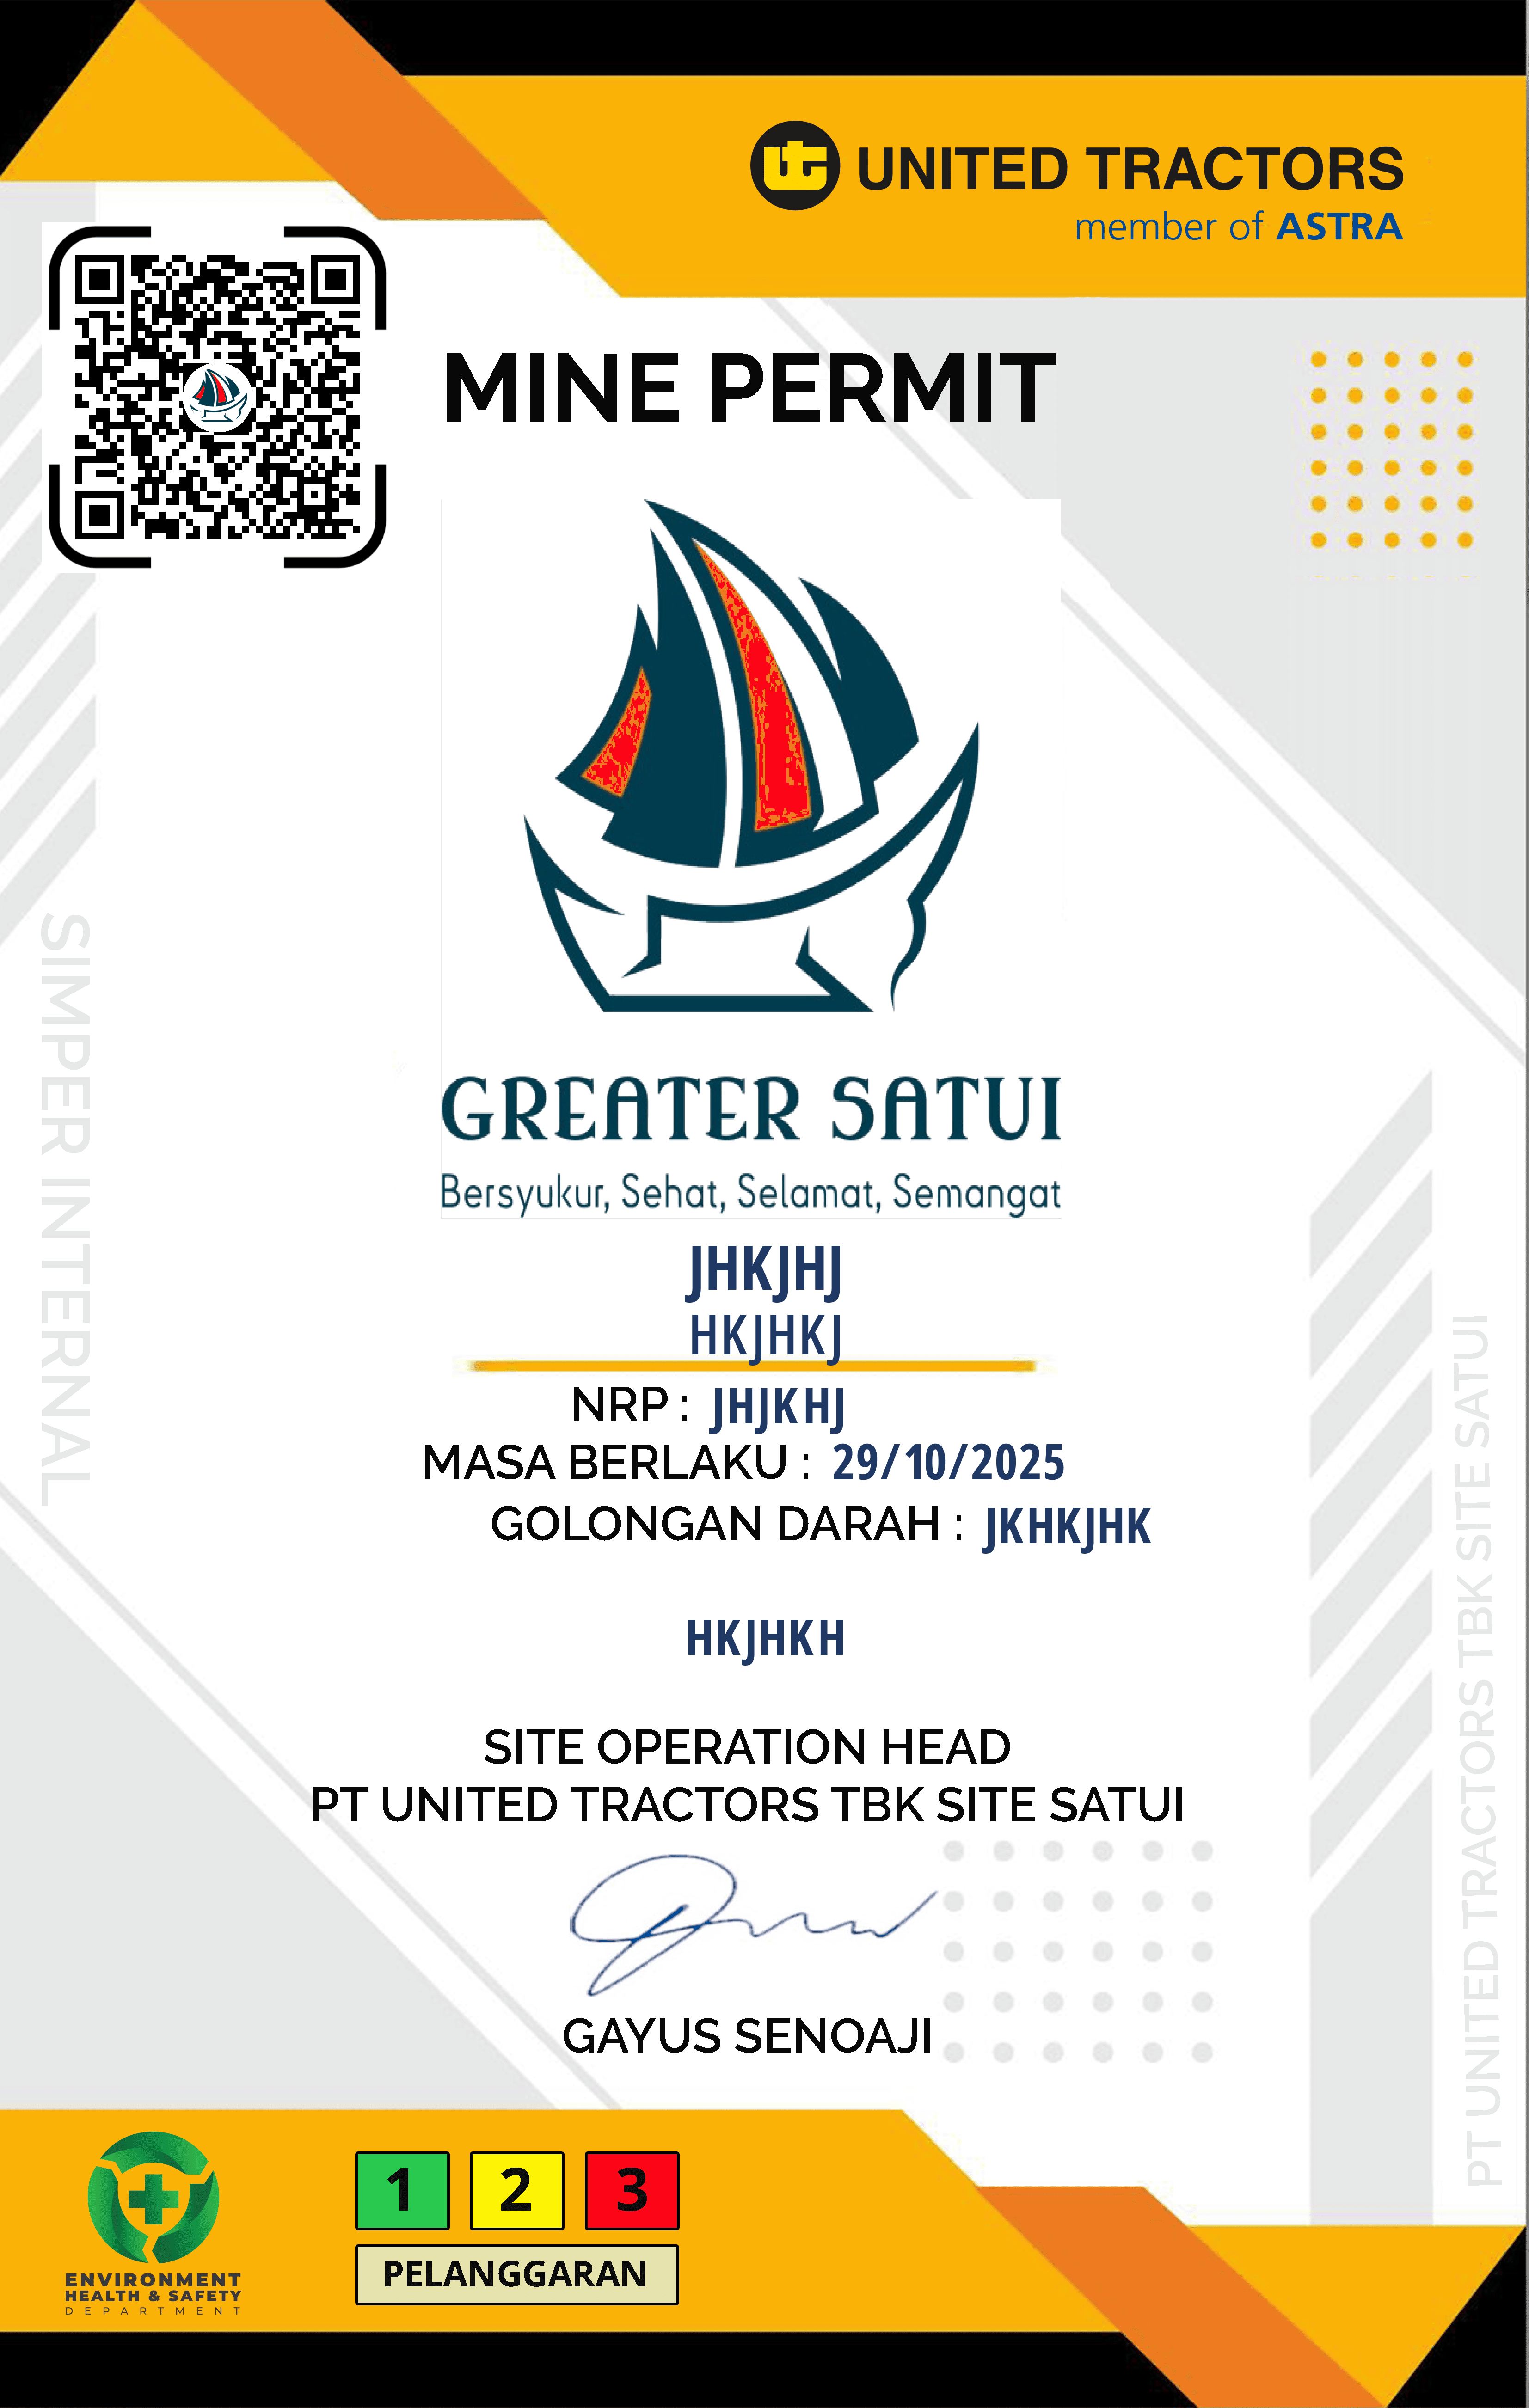 UNITED TRACTORS
member of ASTRA
MINE PERMIT
GREATER SATUI
Bersyukur, Sehat, Selamat, Semangat
JHKJHJ
HKJHKJ
NRP : JHJKHJ
MASA BERLAKU : 29/10/2025
GOLONGAN DARAH : JKHKJHK
HKJHKH
SITE OPERATION HEAD
PT UNITED TRACTORS TBK SITE SATUI
GAYUS SENOAJI
SIMPER INTERNAL
PT UNITED TRACTORS TBK SITE SATUI
ENVIRONMENT
HEALTH & SAFETY
DEPARTMENT
1 2 3
PELANGGARAN